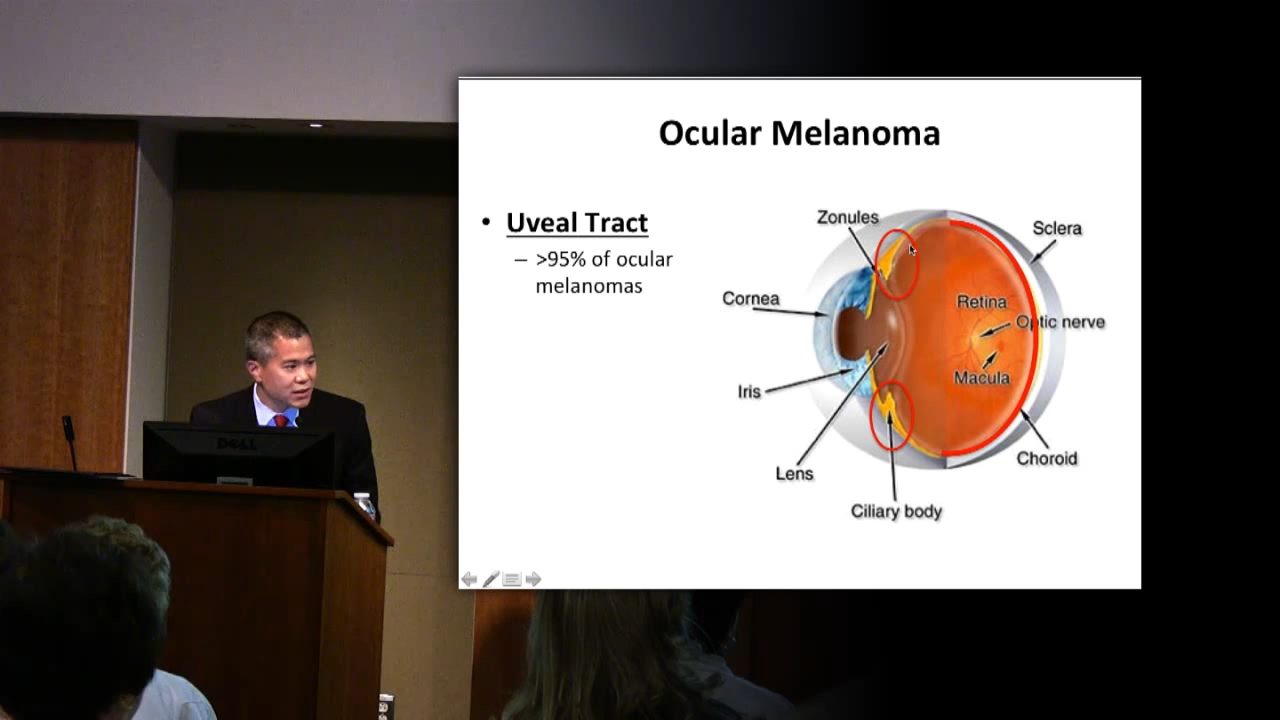 Ocular Melanoma
• Uveal Tract
– >95% of ocular
melanomas
Zonules
Sclera
Cornea
Retina
Optic nerve
Macula
Iris
Lens
Choroid
Ciliary body
DELL